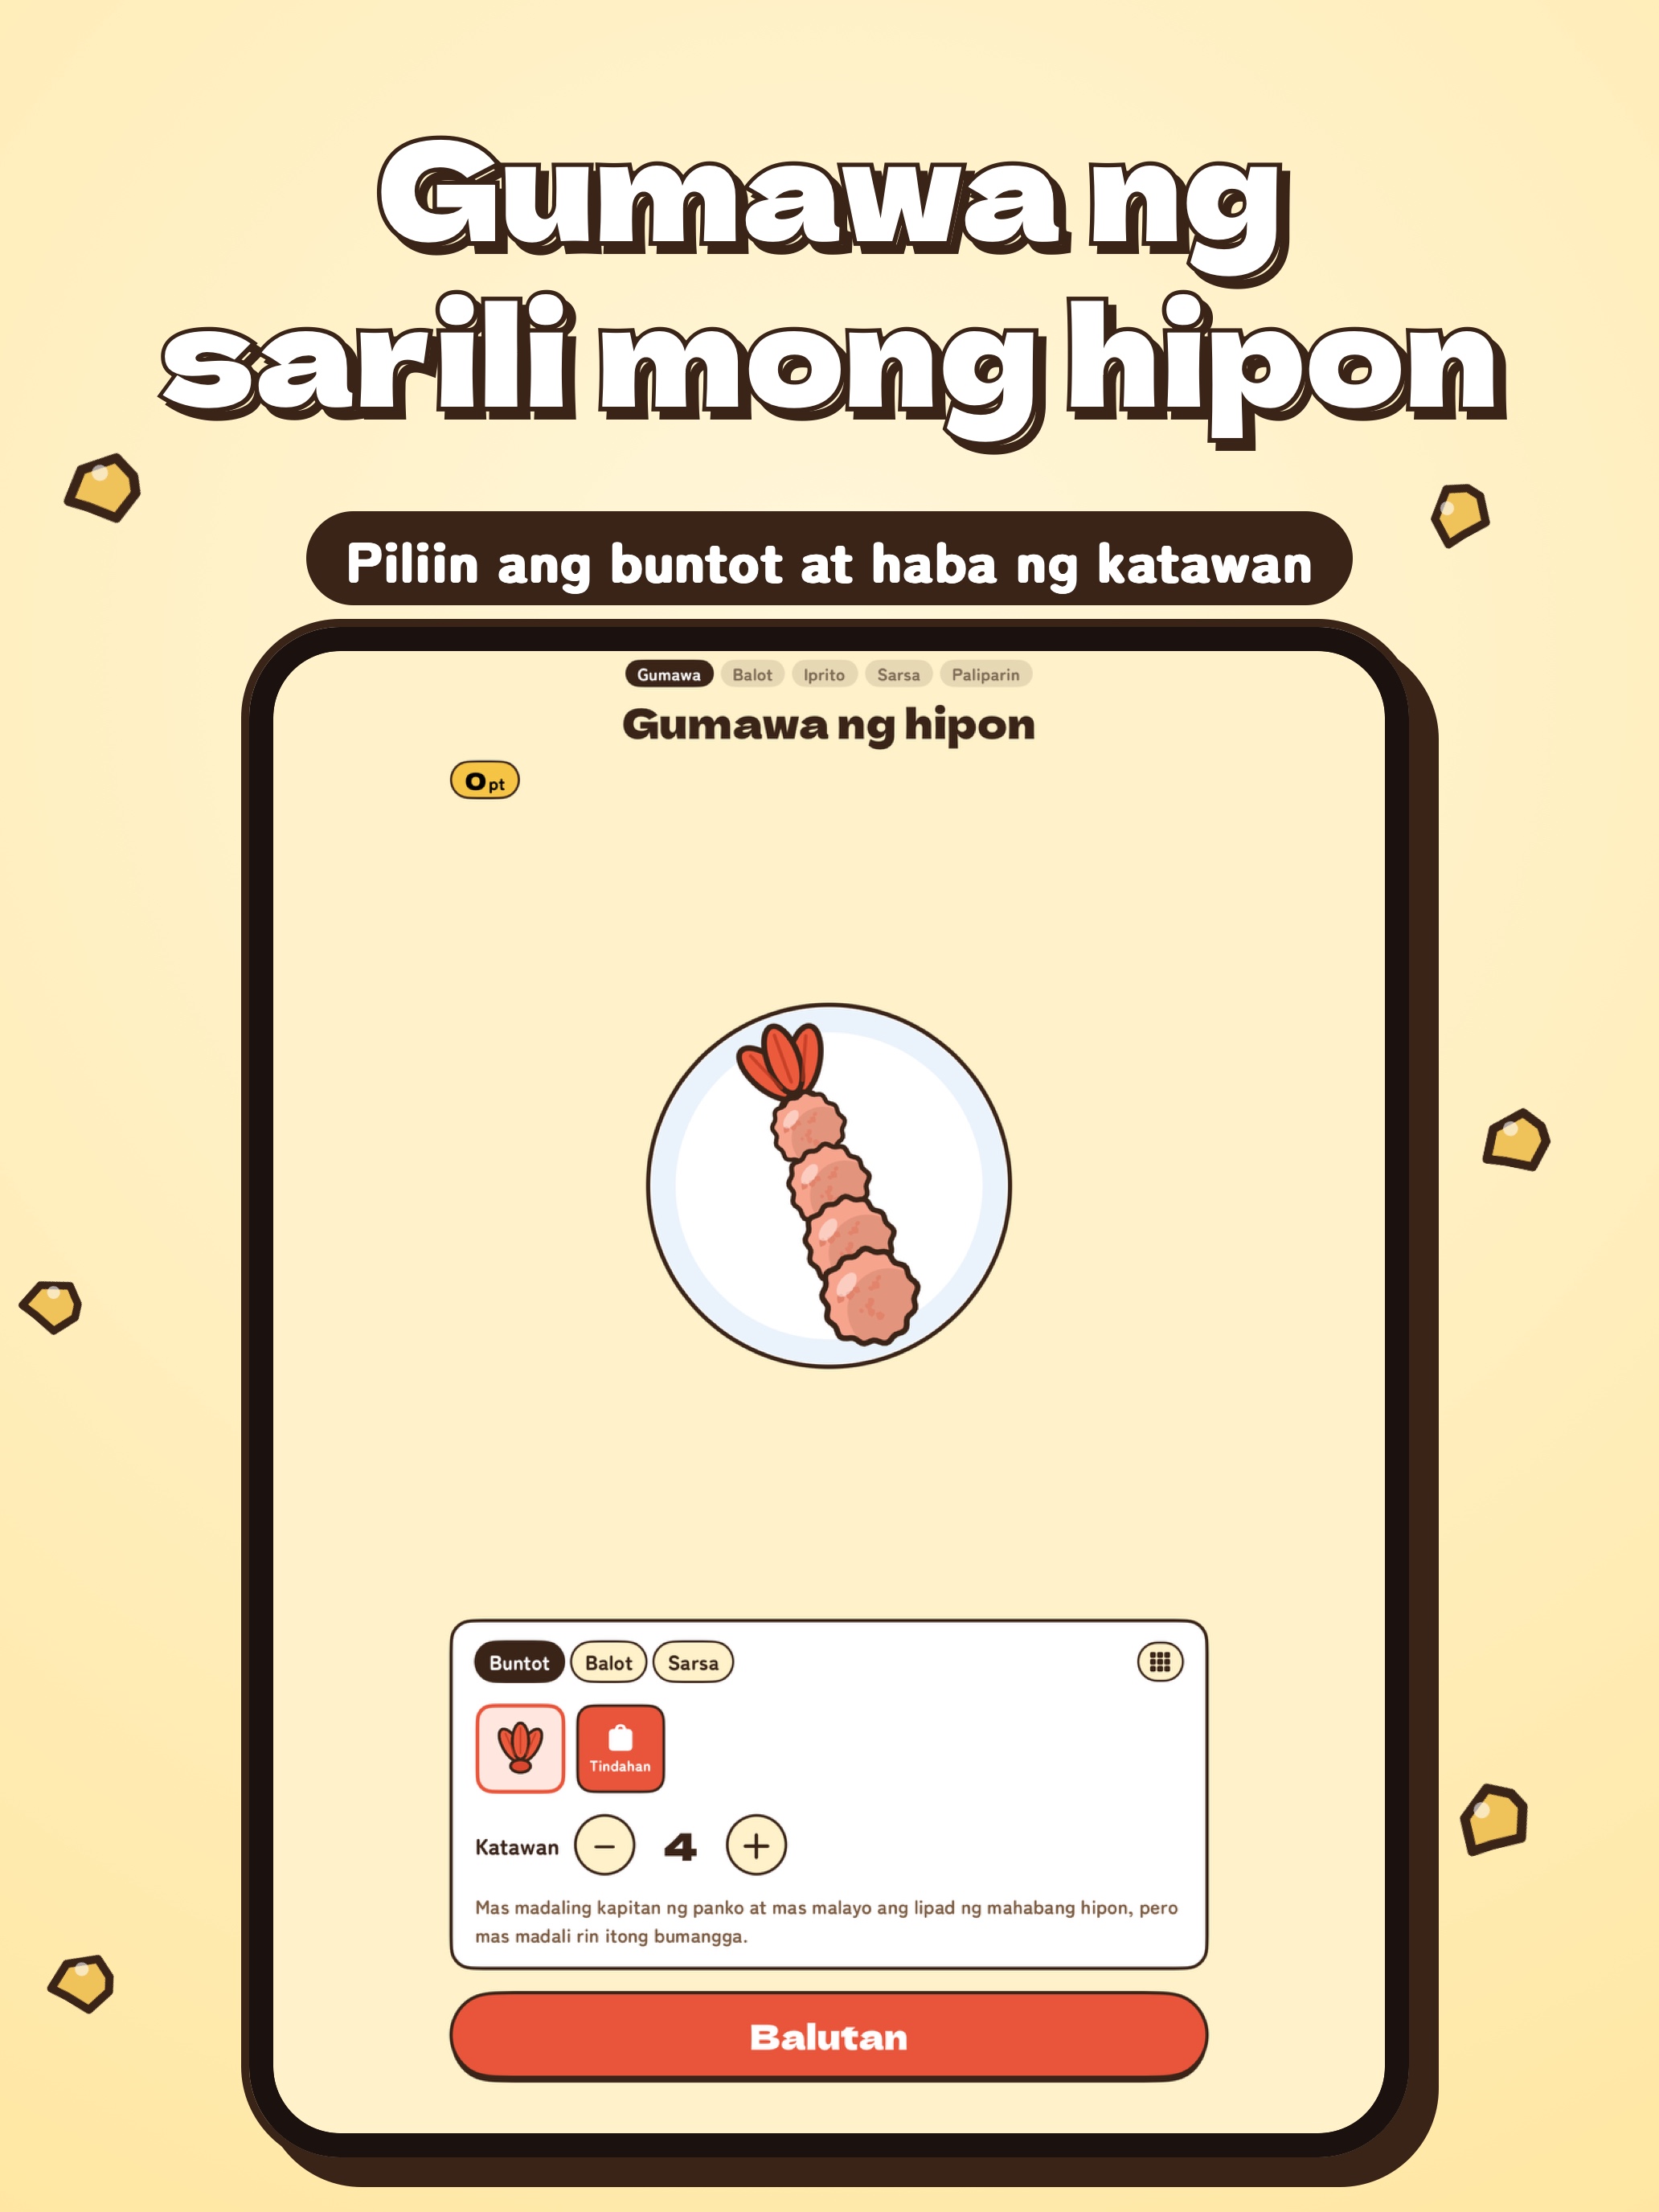 Gumawa ng
sarili mong hipon
Piliin ang buntot at haba ng katawan
Gumawa Balot Iprito Sarsa Paliparin
Gumawa ng hipon
0 pt
Buntot Balot Sarsa
Tindahan
Katawan − 4 +
Mas madaling kapitan ng panko at mas malayo ang lipad ng mahabang hipon, pero
mas madali rin itong bumangga.
Balutan